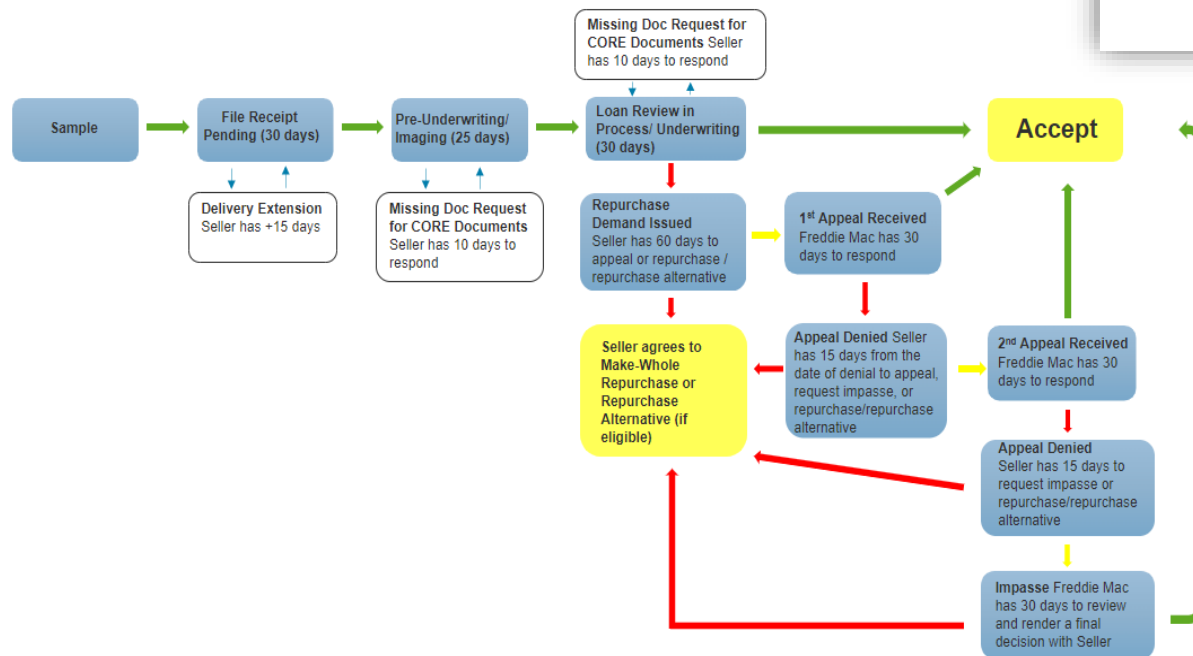 Missing Doc Request for
CORE Documents Seller
has 10 days to respond
Sample
File Receipt
Pending (30 days)
Pre-Underwriting/
Imaging (25 days)
Loan Review in
Process/ Underwriting
(30 days)
Accept
Delivery Extension
Seller has +15 days
Missing Doc Request
for CORE Documents
Seller has 10 days to
respond
Repurchase
Demand Issued
Seller has 60 days to
appeal or repurchase /
repurchase alternative
1st Appeal Received
Freddie Mac has 30
days to respond
Seller agrees to
Make-Whole
Repurchase or
Repurchase
Alternative (if
eligible)
Appeal Denied Seller
has 15 days from the
date of denial to appeal,
request impasse, or
repurchase/repurchase
alternative
2nd Appeal Received
Freddie Mac has 30
days to respond
Appeal Denied
Seller has 15 days to
request impasse or
repurchase/repurchase
alternative
Impasse Freddie Mac
has 30 days to review
and render a final
decision with Seller